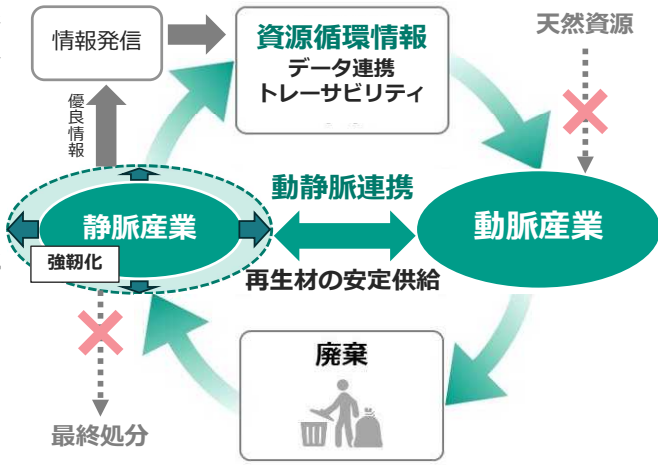 情報発信
資源循環情報
データ連携
トレーサビリティ
天然資源
優良情報
動静脈連携
静脈産業
動脈産業
強靭化
再生材の安定供給
廃棄
最終処分